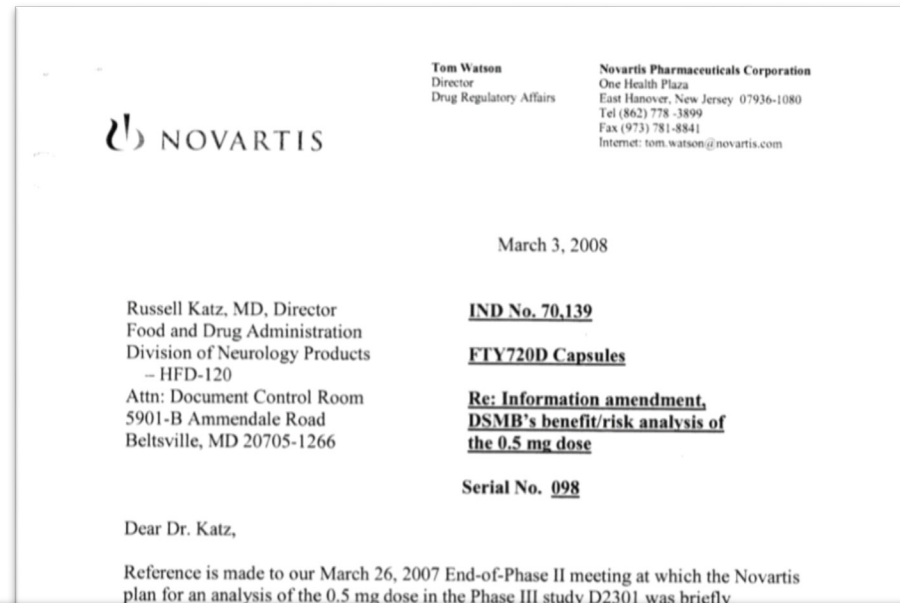 Tom Watson
Director
Drug Regulatory Affairs
Novartis Pharmaceuticals Corporation
One Health Plaza
East Hanover, New Jersey 07936-1080
Tel (862) 778 -3899
Fax (973) 781-8841
Internet: tom.watson@novartis.com
NOVARTIS
March 3, 2008
Russell Katz, MD, Director
Food and Drug Administration
Division of Neurology Products
– HFD-120
Attn: Document Control Room
5901-B Ammendale Road
Beltsville, MD 20705-1266
IND No. 70,139
FTY720D Capsules
Re: Information amendment,
DSMB's benefit/risk analysis of
the 0.5 mg dose
Serial No. 098
Dear Dr. Katz,
Reference is made to our March 26, 2007 End-of-Phase II meeting at which the Novartis
plan for an analysis of the 0.5 mg dose in the Phase III study D2301 was briefly